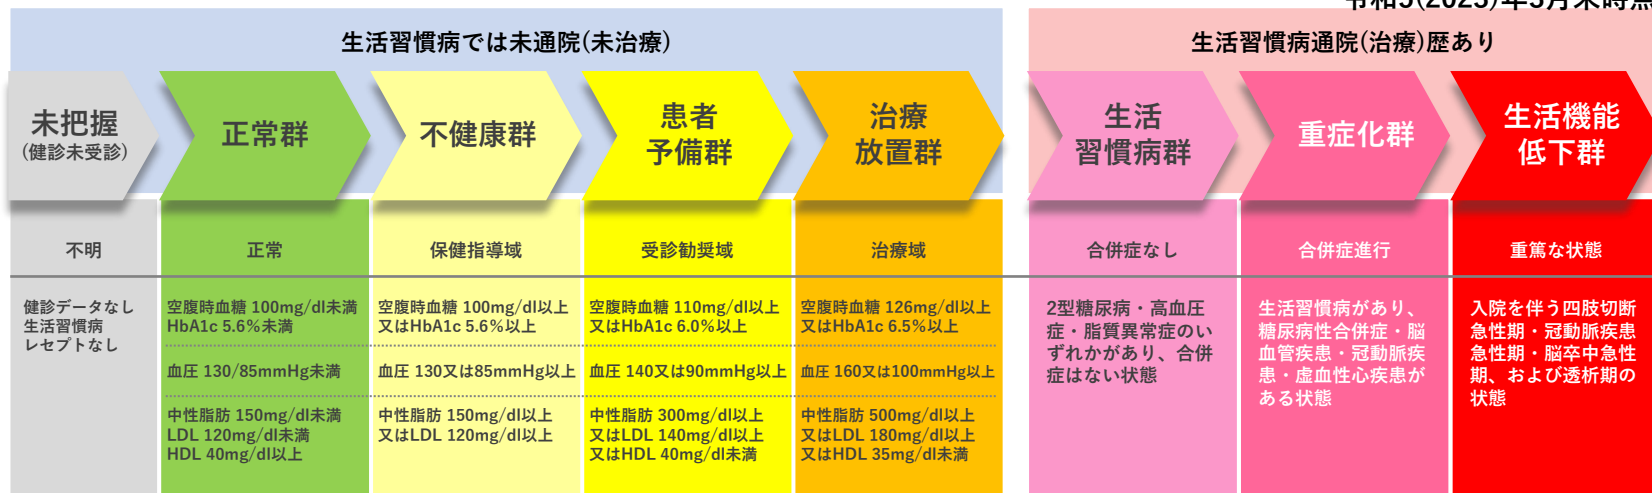 令和5(2023)年3月末時点
生活習慣病では未通院(未治療)
生活習慣病通院(治療)歴あり
未把握
(健診未受診)
正常群
不健康群
患者
予備群
治療
放置群
生活
習慣病群
重症化群
生活機能
低下群
不明
正常
保健指導域
受診勧奨域
治療域
合併症なし
合併症進行
重篤な状態
健診データなし
生活習慣病
レセプトなし
空腹時血糖 100mg/dl未満
HbA1c 5.6%未満
血圧 130/85mmHg未満
中性脂肪 150mg/dl未満
LDL 120mg/dl未満
HDL 40mg/dl以上
空腹時血糖 100mg/dl以上
又はHbA1c 5.6%以上
血圧 130又は85mmHg以上
中性脂肪 150mg/dl以上
又はLDL 120mg/dl以上
空腹時血糖 110mg/dl以上
又はHbA1c 6.0%以上
血圧 140又は90mmHg以上
中性脂肪 300mg/dl以上
又はLDL 140mg/dl以上
又はHDL 40mg/dl未満
空腹時血糖 126mg/dl以上
又はHbA1c 6.5%以上
血圧 160又は100mmHg以上
中性脂肪 500mg/dl以上
又はLDL 180mg/dl以上
又はHDL 35mg/dl未満
2型糖尿病・高血圧
症・脂質異常症のい
ずれかがあり、合併
症はない状態
生活習慣病があり、
糖尿病性合併症・脳
血管疾患・冠動脈疾
患・虚血性心疾患が
ある状態
入院を伴う四肢切断
急性期・冠動脈疾患
急性期・脳卒中急性
期、および透析期の
状態